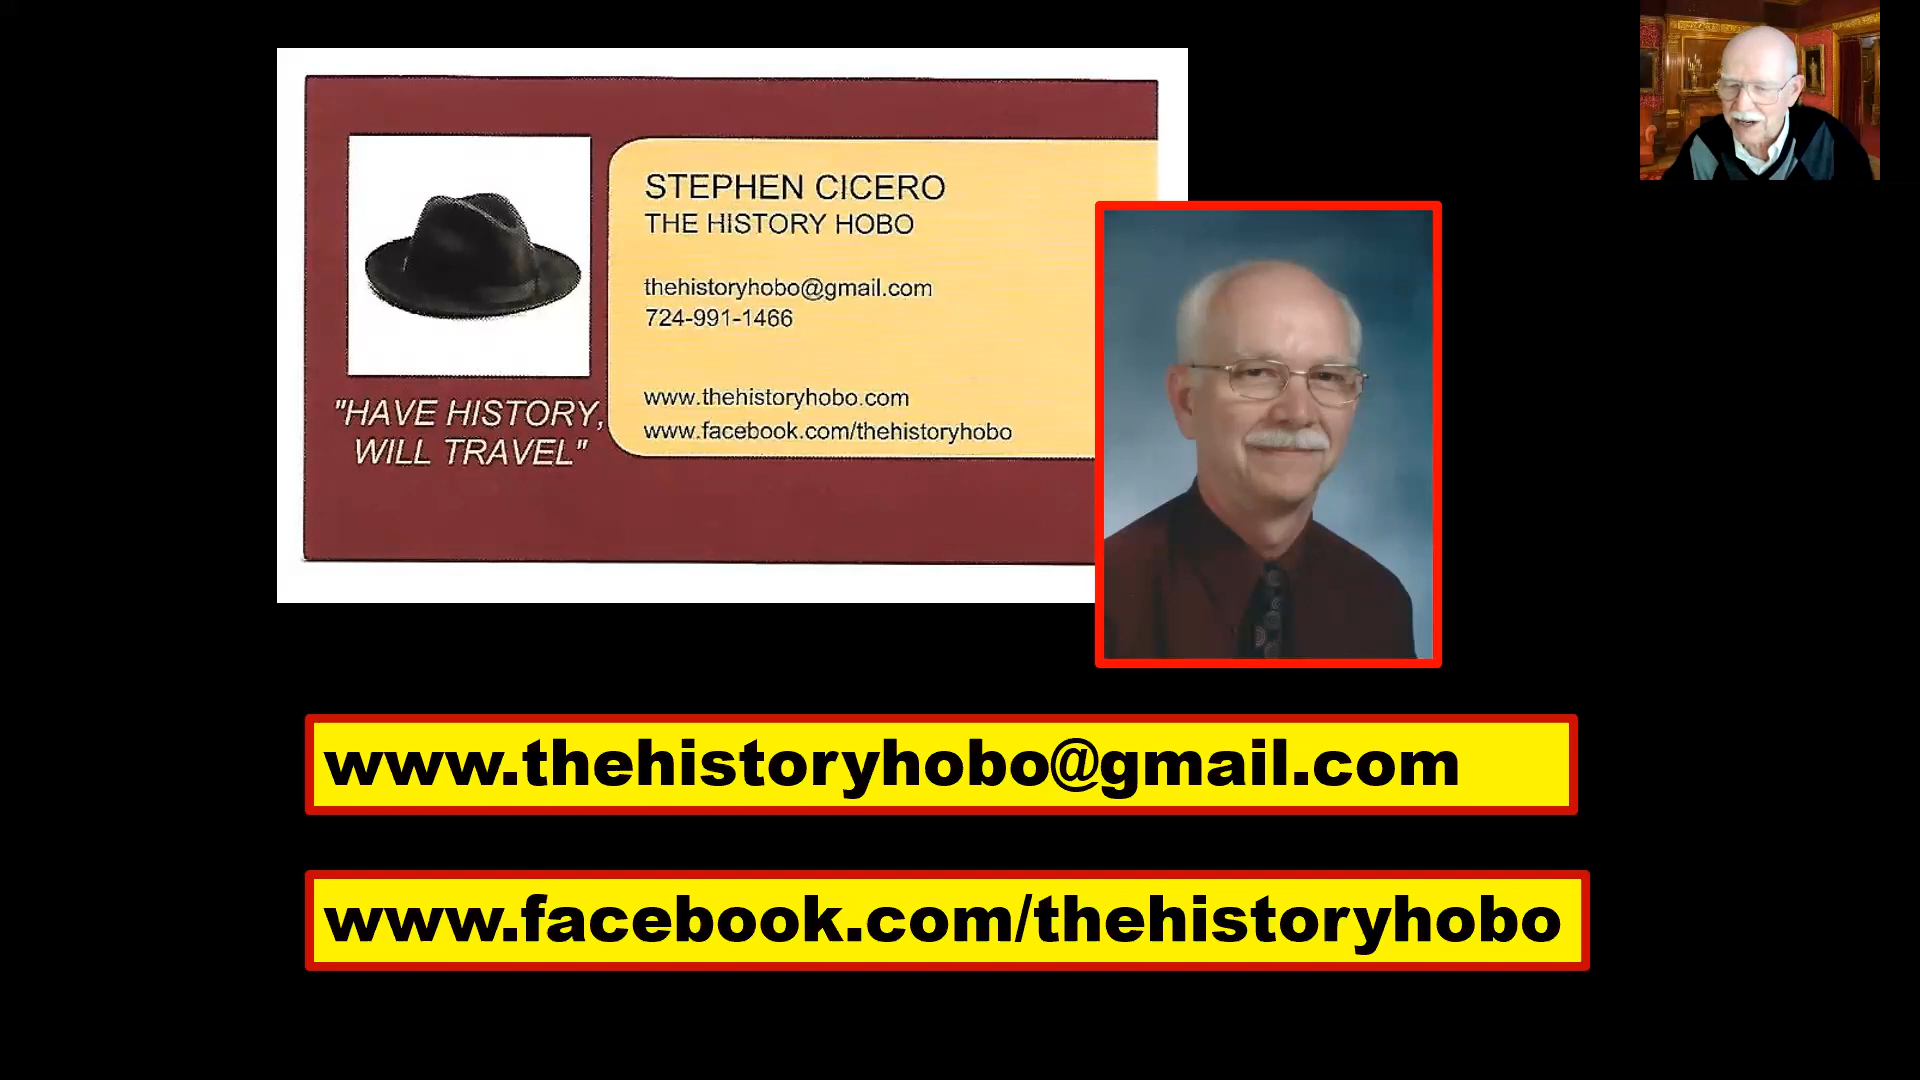 STEPHEN CICERO
THE HISTORY HOBO
thehistoryhobo@gmail.com
724-991-1466
www.thehistoryhobo.com
www.facebook.com/thehistoryhobo
"HAVE HISTORY,
WILL TRAVEL"
www.thehistoryhobo@gmail.com
www.facebook.com/thehistoryhobo